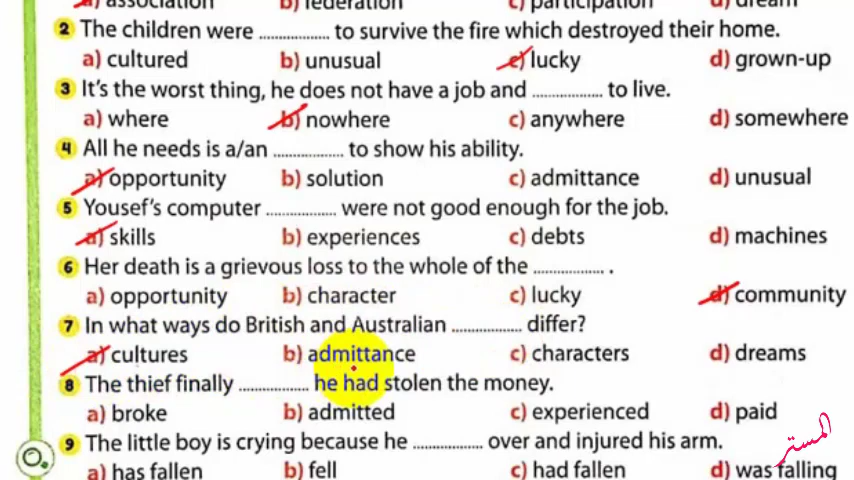 a) association b) federation c) participation d) dream
2 The children were ................ to survive the fire which destroyed their home.
a) cultured b) unusual c) lucky d) grown-up
3 It's the worst thing, he does not have a job and ................ to live.
a) where b) nowhere c) anywhere d) somewhere
4 All he needs is a/an ................ to show his ability.
a) opportunity b) solution c) admittance d) unusual
5 Yousef's computer ................ were not good enough for the job.
a) skills b) experiences c) debts d) machines
6 Her death is a grievous loss to the whole of the ................ .
a) opportunity b) character c) lucky d) community
7 In what ways do British and Australian ................ differ?
a) cultures b) admittance c) characters d) dreams
8 The thief finally ................ he had stolen the money.
a) broke b) admitted c) experienced d) paid
9 The little boy is crying because he ................ over and injured his arm.
a) has fallen b) fell c) had fallen d) was falling
المستر